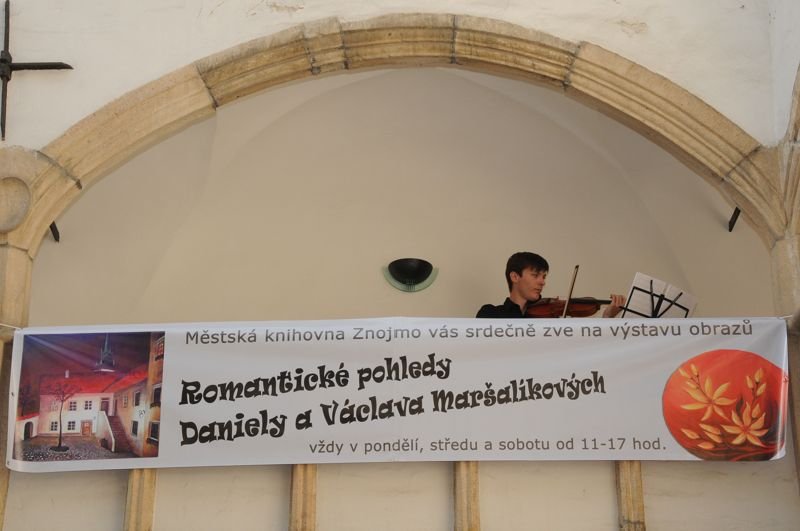 Městská knihovna Znojmo vás srdečně zve na výstavu obrazů
Romantické pohledy
Daniely a Václava Maršalíkových
vždy v pondělí, středu a sobotu od 11-17 hod.